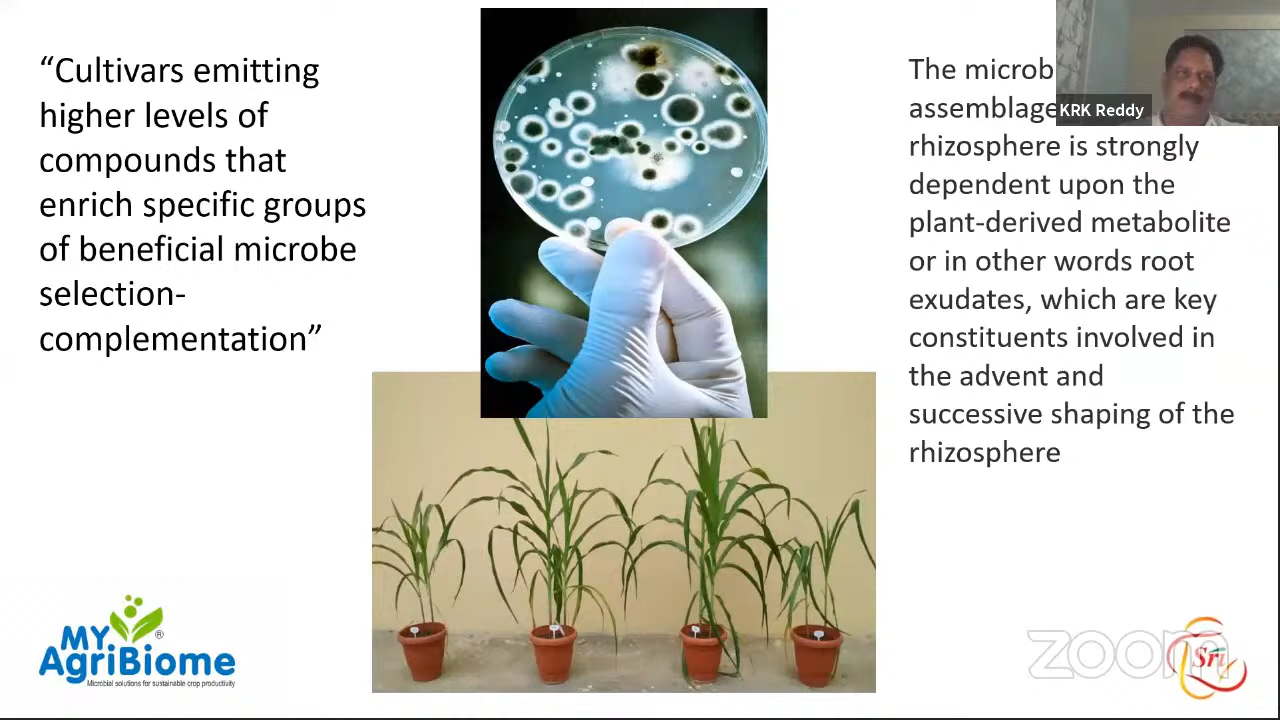 “Cultivars emitting
higher levels of
compounds that
enrich specific groups
of beneficial microbe
selection-
complementation”
The microb
assemblage
rhizosphere is strongly
dependent upon the
plant-derived metabolite
or in other words root
exudates, which are key
constituents involved in
the advent and
successive shaping of the
rhizosphere
KRK Reddy
MY
AgriBiome®
Microbial solutions for sustainable crop productivity
zoom
Sri